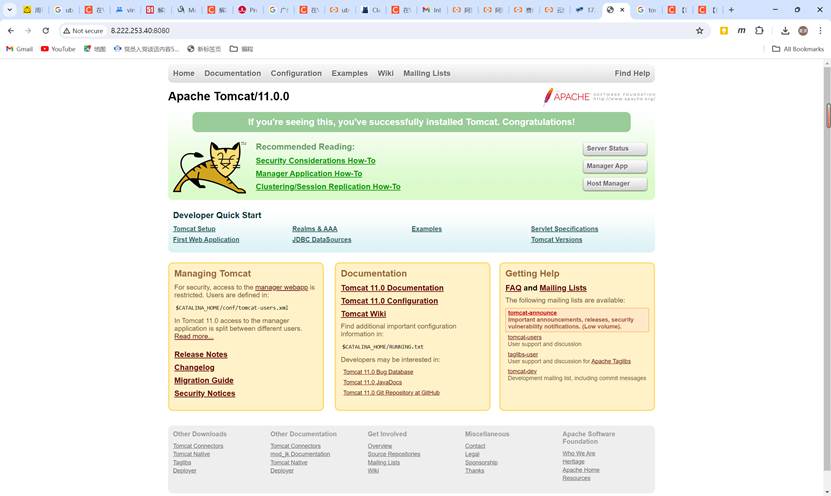 Not secure 8.222.253.40:8080
Gmail YouTube 地图 新标签页 编程 All Bookmarks
Home Documentation Configuration Examples Wiki Mailing Lists Find Help
Apache Tomcat/11.0.0
APACHE SOFTWARE FOUNDATION
http://www.apache.org/
If you're seeing this, you've successfully installed Tomcat. Congratulations!
TM
Recommended Reading:
Security Considerations How-To
Manager Application How-To
Clustering/Session Replication How-To
Server Status
Manager App
Host Manager
Developer Quick Start
Tomcat Setup Realms & AAA Examples Servlet Specifications
First Web Application JDBC DataSources Tomcat Versions
Managing Tomcat
For security, access to the manager webapp is
restricted. Users are defined in:
$CATALINA_HOME/conf/tomcat-users.xml
In Tomcat 11.0 access to the manager
application is split between different users.
Read more...
Release Notes
Changelog
Migration Guide
Security Notices
Documentation
Tomcat 11.0 Documentation
Tomcat 11.0 Configuration
Tomcat Wiki
Find additional important configuration
information in:
$CATALINA_HOME/RUNNING.txt
Developers may be interested in:
Tomcat 11.0 Bug Database
Tomcat 11.0 JavaDocs
Tomcat 11.0 Git Repository at GitHub
Getting Help
FAQ and Mailing Lists
The following mailing lists are available:
tomcat-announce
Important announcements, releases, security
vulnerability notifications. (Low volume).
tomcat-users
User support and discussion
taglibs-user
User support and discussion for Apache Taglibs
tomcat-dev
Development mailing list, including commit messages
Other Downloads
Tomcat Connectors
Tomcat Native
Taglibs
Deployer
Other Documentation
Tomcat Connectors
mod_jk Documentation
Tomcat Native
Deployer
Get Involved
Overview
Source Repositories
Mailing Lists
Wiki
Miscellaneous
Contact
Legal
Sponsorship
Thanks
Apache Software
Foundation
Who We Are
Heritage
Apache Home
Resources